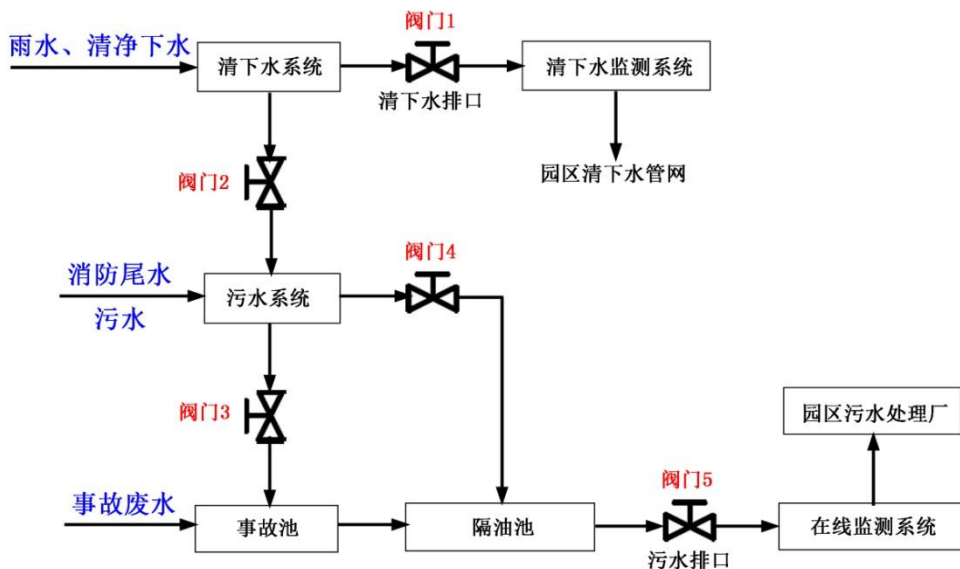 阀门1
雨水、清净下水
清下水系统
清下水监测系统
清下水排口
阀门2
园区清下水管网
消防尾水
阀门4
污水系统
污水
阀门3
园区污水处理厂
事故废水
阀门5
事故池
隔油池
在线监测系统
污水排口